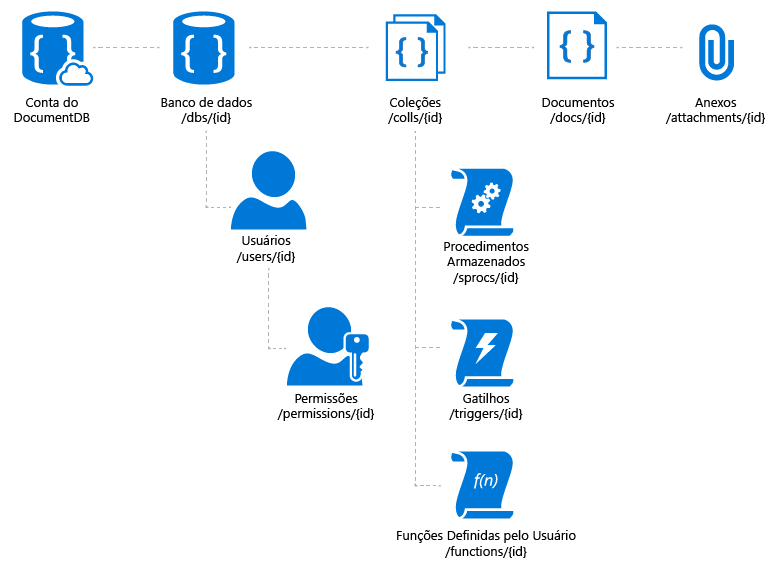 { }
{ }
{ }
{ }
Conta do
DocumentDB
Banco de dados
/dbs/{id}
Coleções
/colls/{id}
Documentos
/docs/{id}
Anexos
/attachments/{id}
Usuários
/users/{id}
Procedimentos
Armazenados
/sprocs/{id}
Permissões
/permissions/{id}
Gatilhos
/triggers/{id}
f(n)
Funções Definidas pelo Usuário
/functions/{id}